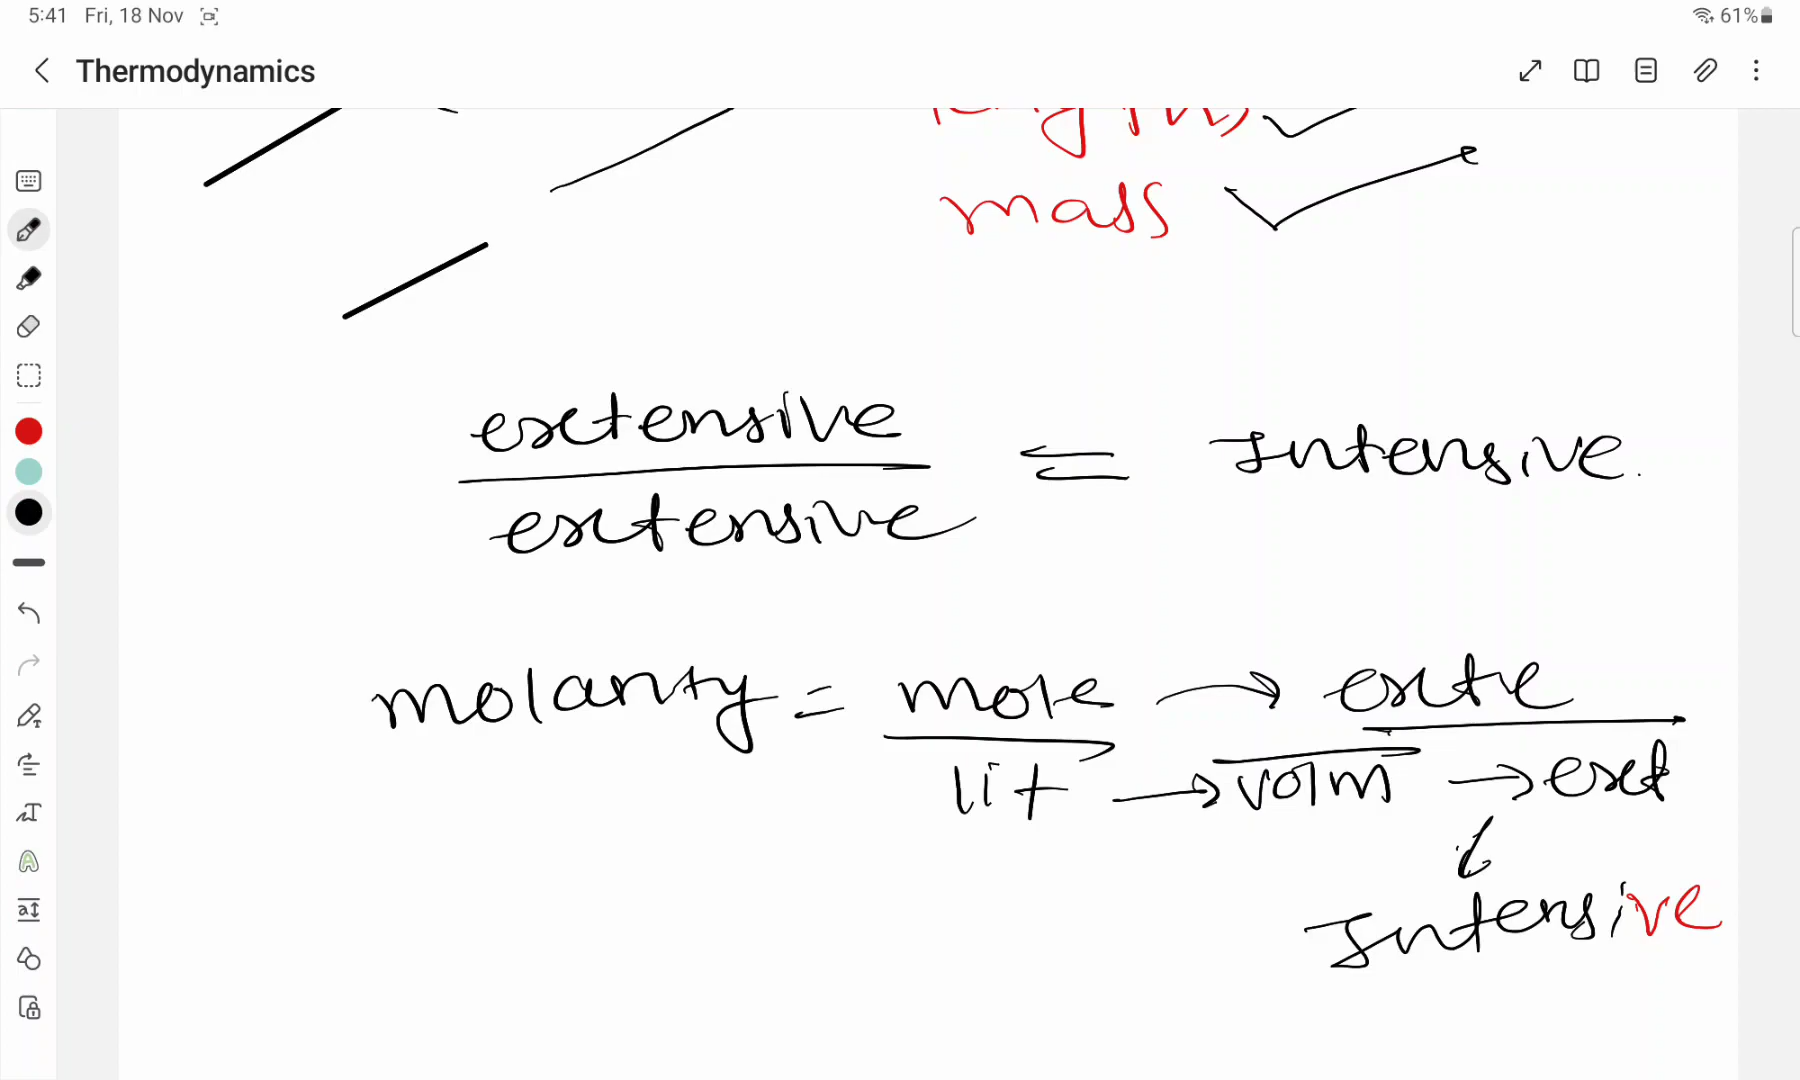 5:41 Fri, 18 Nov 61%
Thermodynamics
mass
extensive
extensive
= Intensive.
molarity = mole → exte
lit → volm → ext
Intensive